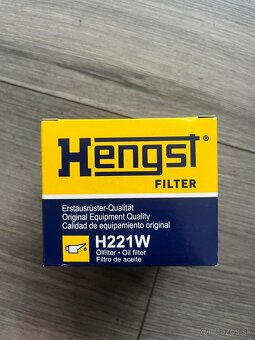 Hengst®
FILTER
Erstausrüster-Qualität
Original Equipment Quality
Calidad de equipamiento original
H221W
Ölfilter • Oil filter
Filtro de aceite